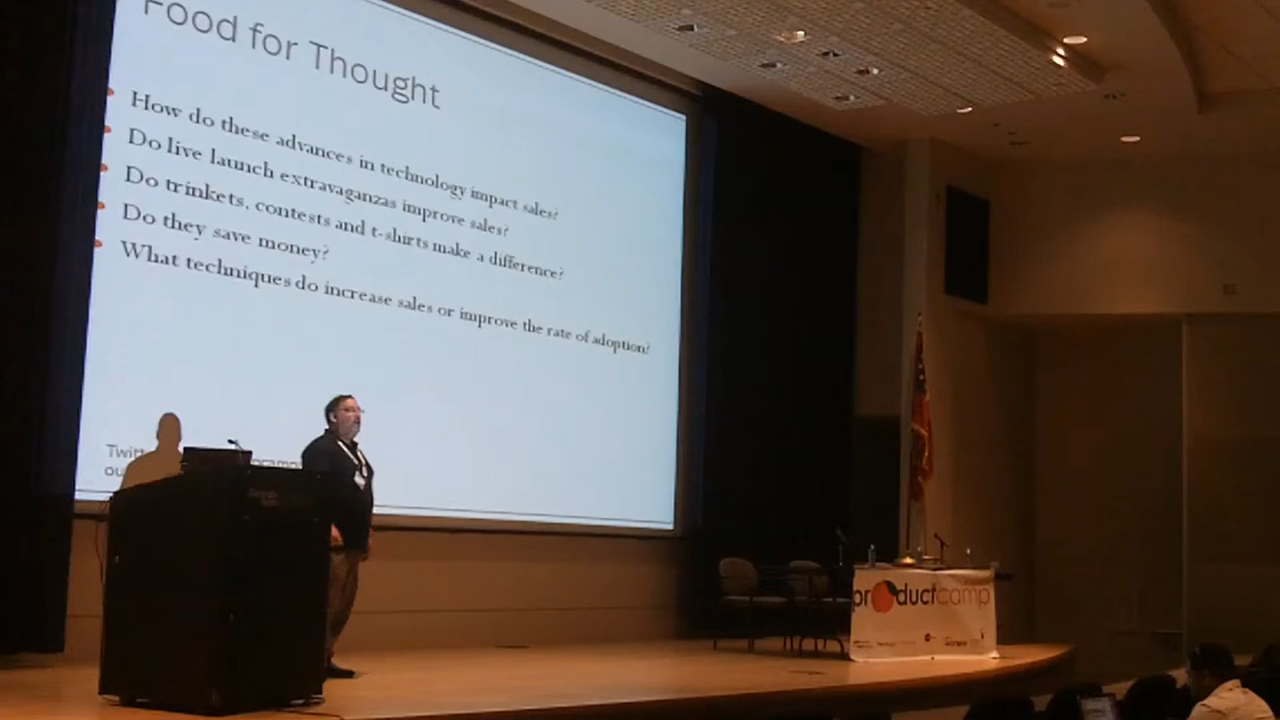 Food for Thought
How do these advances in technology impact sales?
Do live launch extravaganzas improve sales?
Do trinkets, contests and t-shirts make a difference?
Do they save money?
What techniques do increase sales or improve the rate of adoption?
productcamp